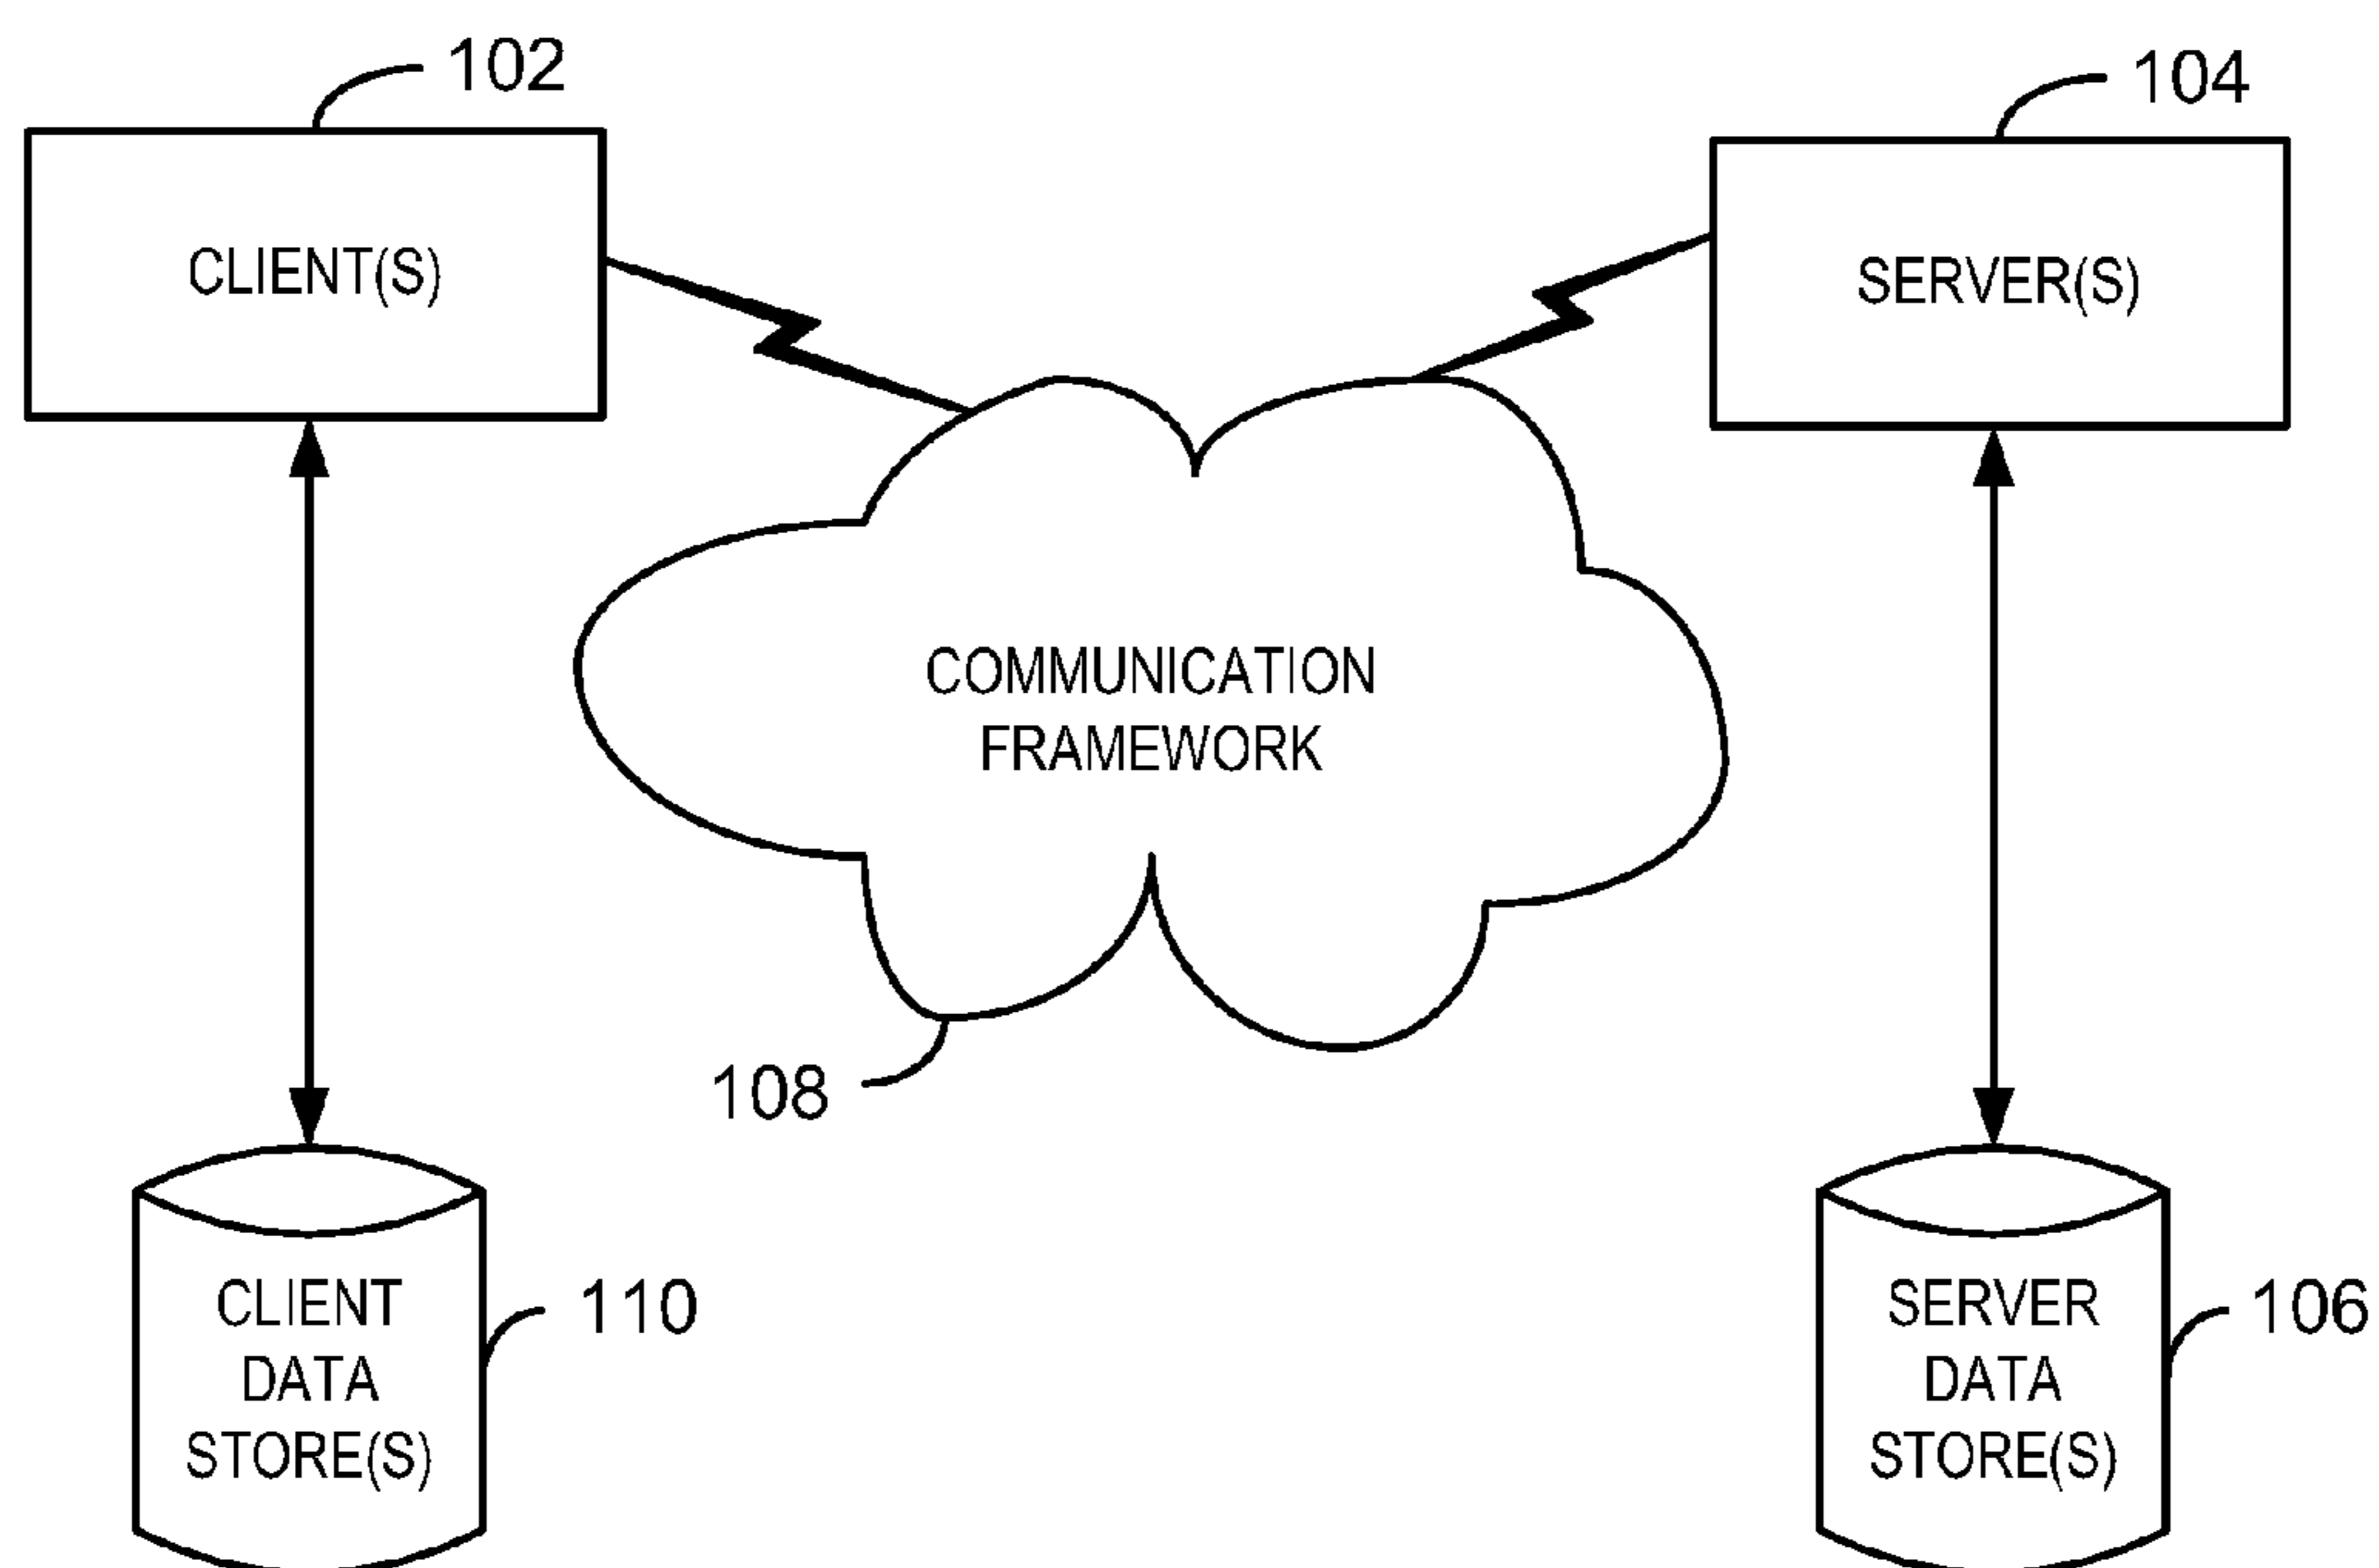 102
104
CLIENT(S)
SERVER(S)
COMMUNICATION
FRAMEWORK
108
CLIENT
DATA
STORE(S)
110
SERVER
DATA
STORE(S)
106